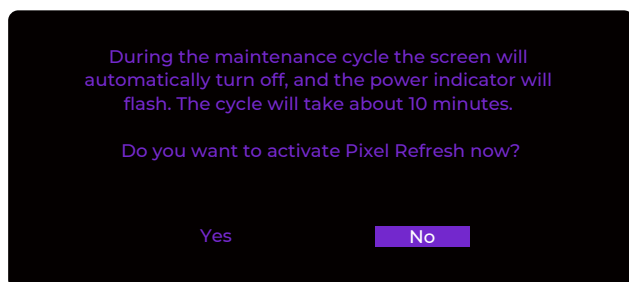 During the maintenance cycle the screen will
automatically turn off, and the power indicator will
flash. The cycle will take about 10 minutes.
Do you want to activate Pixel Refresh now?
Yes No